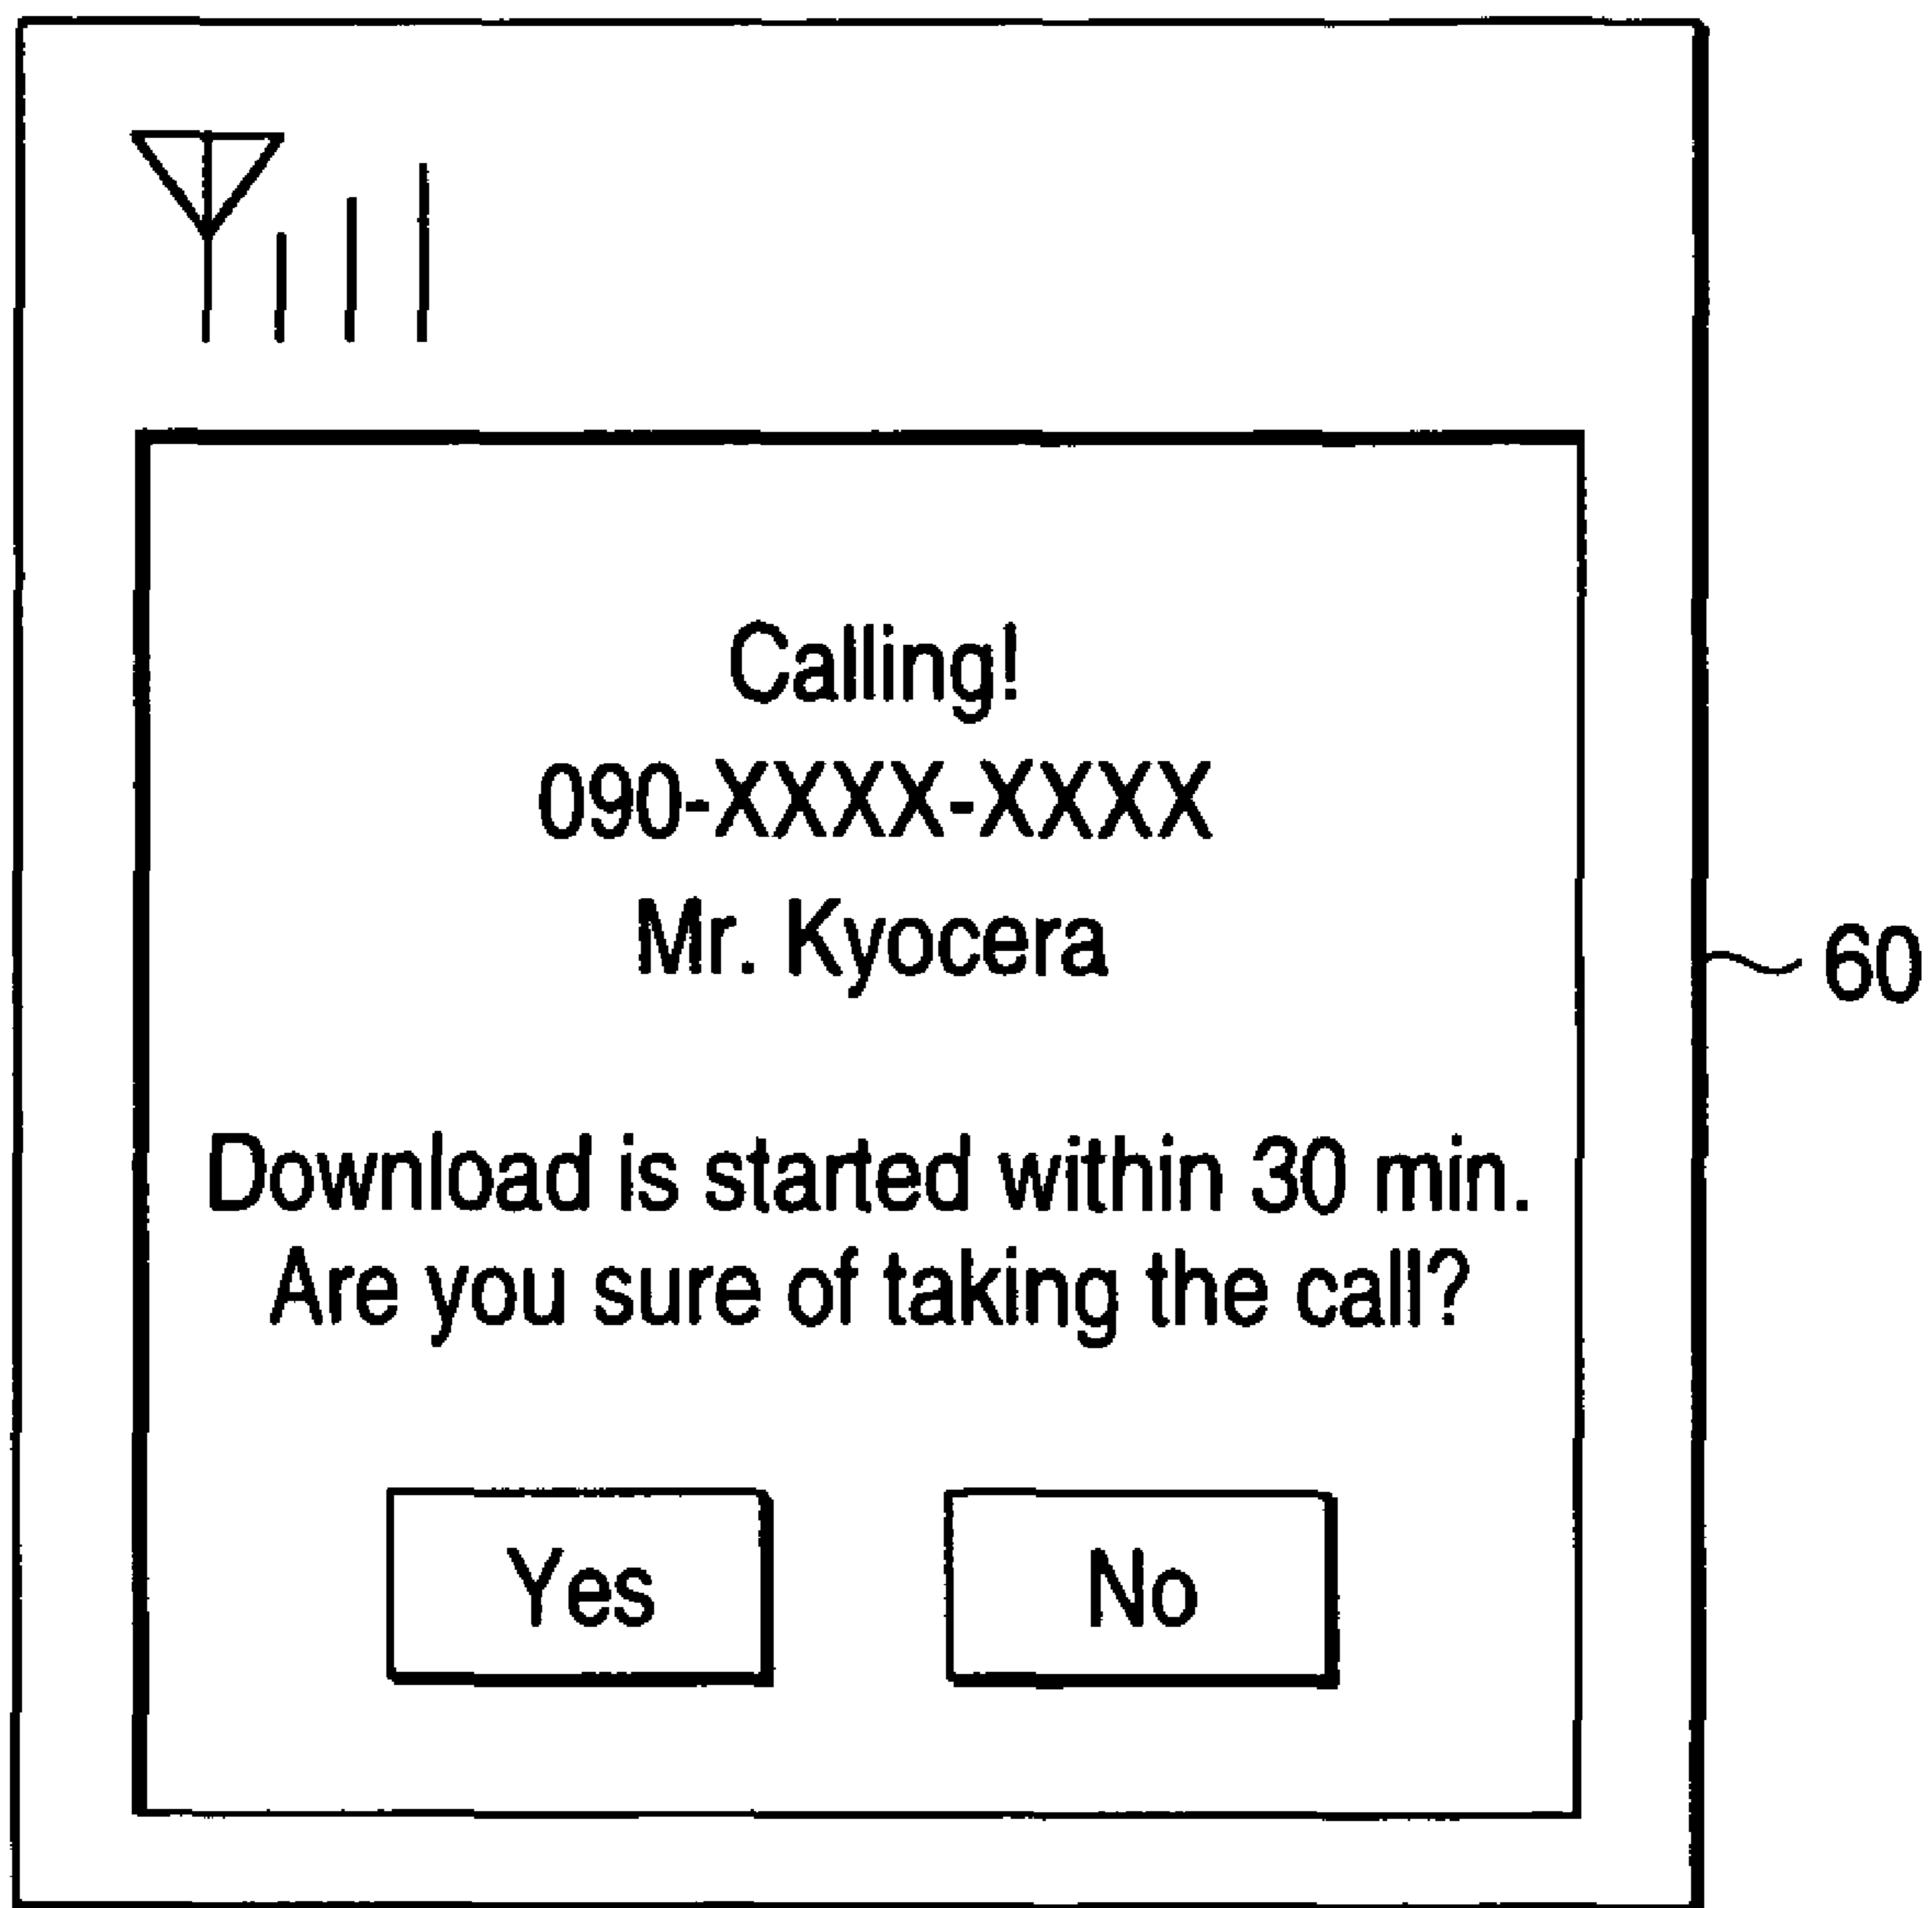 Calling!
090-XXXX-XXXX
Mr. Kyocera
60
Download is started within 30 min.
Are you sure of taking the call?
Yes
No